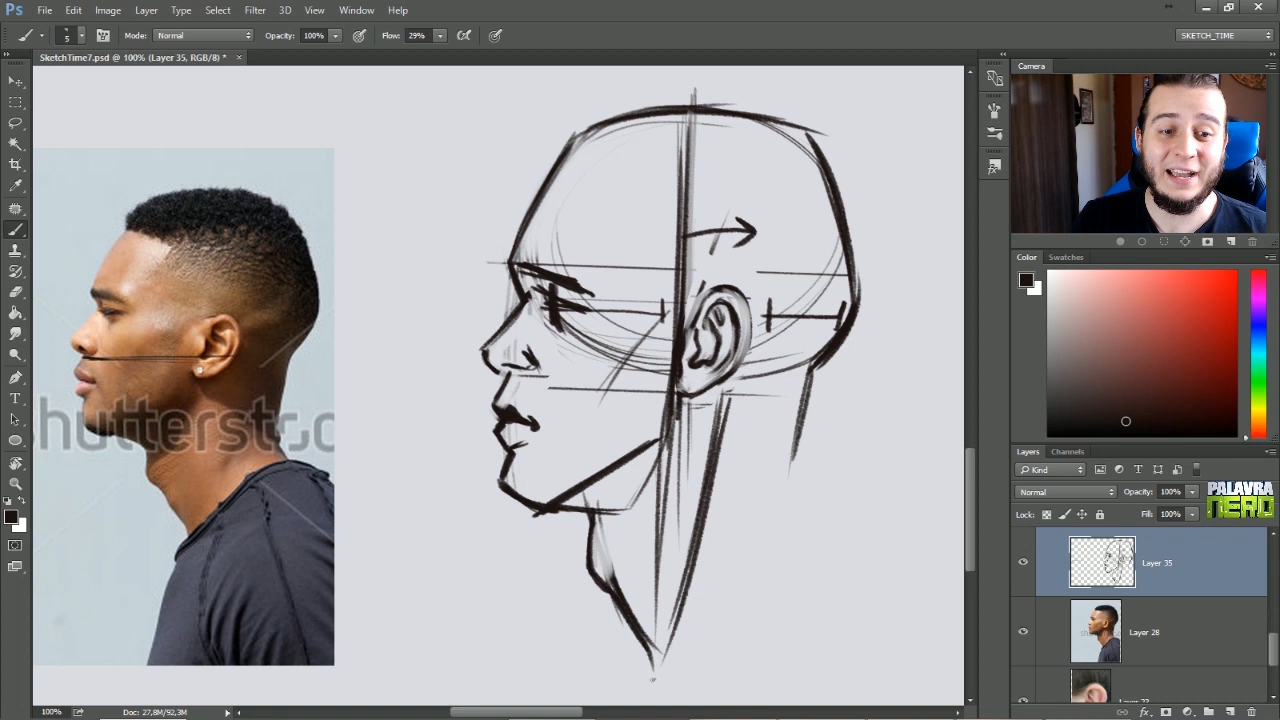 Ps File Edit Image Layer Type Select Filter 3D View Window Help
5 Mode: Normal Opacity: 100% Flow: 29% SKETCH_TIME
SketchTime7.psd @ 100% (Layer 35, RGB/8) * ×
Camera
shutterst
Color Swatches
Layers Channels
Kind
Normal Opacity: 100%
PALAVRA
NERD
Lock: Fill: 100%
Layer 35
Layer 28
100% Doc: 27,8M/92,3M